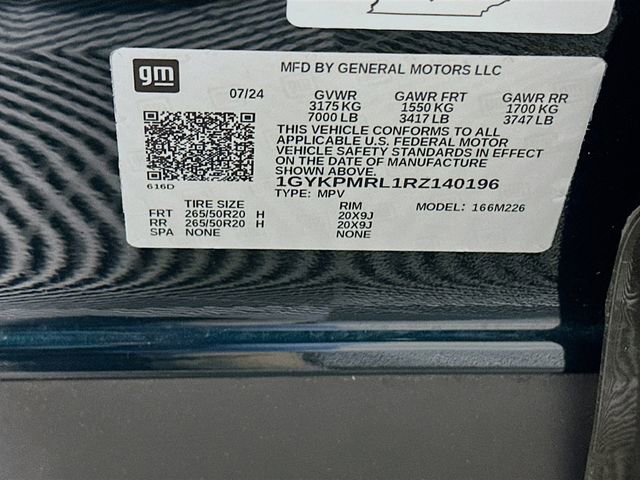 gm
MFD BY GENERAL MOTORS LLC
07/24 GVWR GAWR FRT GAWR RR
3175 KG 1550 KG 1700 KG
7000 LB 3417 LB 3747 LB
THIS VEHICLE CONFORMS TO ALL
APPLICABLE U.S. FEDERAL MOTOR
VEHICLE SAFETY STANDARDS IN EFFECT
ON THE DATE OF MANUFACTURE
SHOWN ABOVE.
616D
1GYKPMRL1RZ140196
TYPE: MPV
TIRE SIZE RIM MODEL: 166M226
FRT 265/50R20 H 20X9J
RR 265/50R20 H 20X9J
SPA NONE NONE